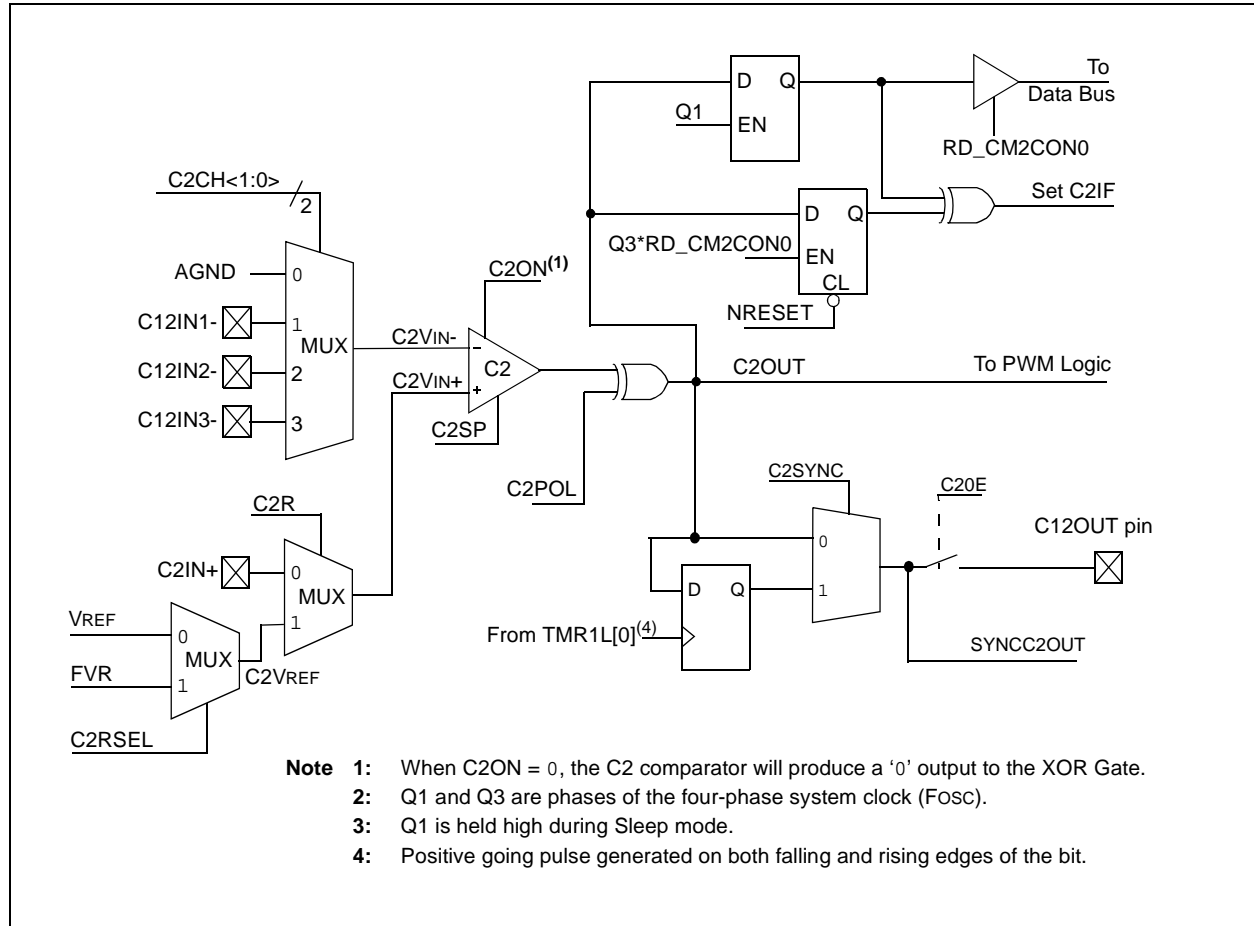 D Q
Q1
EN
To
Data Bus
RD_CM2CON0
C2CH<1:0>
2
D Q
Set C2IF
Q3*RD_CM2CON0
EN
CL
NRESET
AGND
0
C2ON(1)
C12IN1-
1
MUX
C2VIN-
-
C12IN2-
2
C2
C2VIN+
+
C2OUT
To PWM Logic
C12IN3-
3
C2SP
C2POL
C2SYNC
C20E
C2R
C12OUT pin
C2IN+
0
MUX
1
0
D Q
1
VREF
0
MUX
FVR
1
C2VREF
From TMR1L[0](4)
SYNCC2OUT
C2RSEL
Note 1: When C2ON = 0, the C2 comparator will produce a ‘0’ output to the XOR Gate.
2: Q1 and Q3 are phases of the four-phase system clock (FOSC).
3: Q1 is held high during Sleep mode.
4: Positive going pulse generated on both falling and rising edges of the bit.